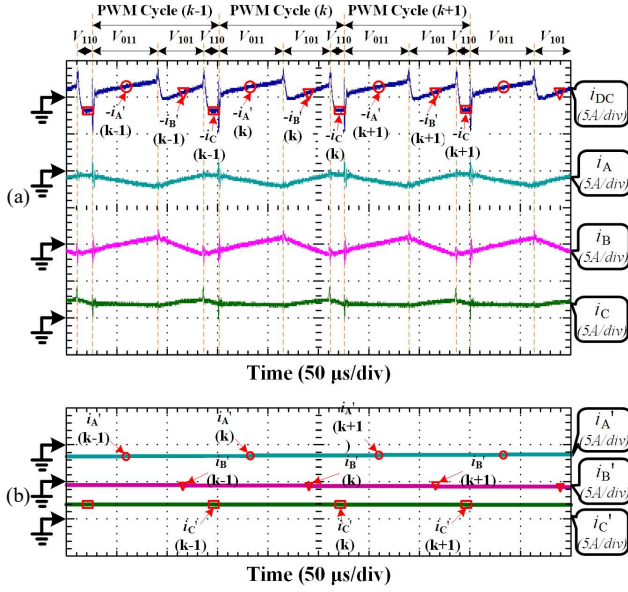 PWM Cycle (k-1) PWM Cycle (k) PWM Cycle (k+1)
V110 V011 V101 V110 V011 V101 V110 V011 V101 V110 V011 V101
-iA' (k-1)
-iB' (k-1)
-iC' (k-1)
-iA' (k)
-iB' (k)
-iC' (k)
-iA' (k+1)
-iB' (k+1)
-iC' (k+1)
iDC
(5A/div)
(a)
iA
(5A/div)
iB
(5A/div)
iC
(5A/div)
Time (50 μs/div)
iA' (k-1)
iA' (k)
iA' (k+1)
iA'
(5A/div)
(b)
iB' (k-1)
iB' (k)
iB' (k+1)
iB'
(5A/div)
iC' (k-1)
iC' (k)
iC' (k+1)
iC'
(5A/div)
Time (50 μs/div)